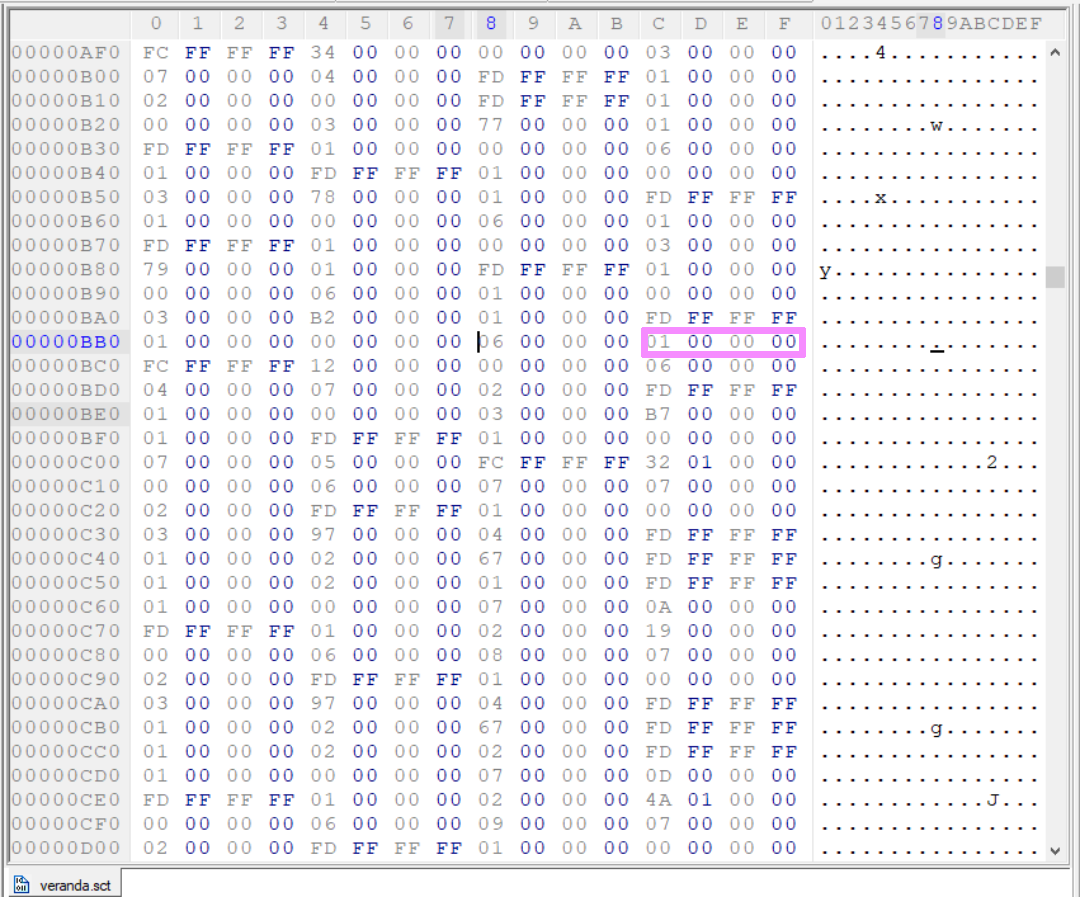 0 1 2 3 4 5 6 7 8 9 A B C D E F 0123456789ABCDEF
00000AF0 FC FF FF FF 34 00 00 00 00 00 00 00 03 00 00 00 ....4...........
00000B00 07 00 00 00 04 00 00 00 FD FF FF FF 01 00 00 00 ................
00000B10 02 00 00 00 00 00 00 00 FD FF FF FF 01 00 00 00 ................
00000B20 00 00 00 00 03 00 00 00 77 00 00 00 01 00 00 00 ........w.......
00000B30 FD FF FF FF 01 00 00 00 00 00 00 00 06 00 00 00 ................
00000B40 01 00 00 00 FD FF FF FF 01 00 00 00 00 00 00 00 ................
00000B50 03 00 00 00 78 00 00 00 01 00 00 00 FD FF FF FF ....x...........
00000B60 01 00 00 00 00 00 00 00 06 00 00 00 01 00 00 00 ................
00000B70 FD FF FF FF 01 00 00 00 00 00 00 00 03 00 00 00 ................
00000B80 79 00 00 00 01 00 00 00 FD FF FF FF 01 00 00 00 y...............
00000B90 00 00 00 00 06 00 00 00 01 00 00 00 00 00 00 00 ................
00000BA0 03 00 00 00 B2 00 00 00 01 00 00 00 FD FF FF FF ................
00000BB0 01 00 00 00 00 00 00 00 06 00 00 00 01 00 00 00 ................
00000BC0 FC FF FF FF 12 00 00 00 00 00 00 00 06 00 00 00 ................
00000BD0 04 00 00 00 07 00 00 00 02 00 00 00 FD FF FF FF ................
00000BE0 01 00 00 00 00 00 00 00 03 00 00 00 B7 00 00 00 ................
00000BF0 01 00 00 00 FD FF FF FF 01 00 00 00 00 00 00 00 ................
00000C00 07 00 00 00 05 00 00 00 FC FF FF FF 32 01 00 00 ............2...
00000C10 00 00 00 00 06 00 00 00 07 00 00 00 07 00 00 00 ................
00000C20 02 00 00 00 FD FF FF FF 01 00 00 00 00 00 00 00 ................
00000C30 03 00 00 00 97 00 00 00 04 00 00 00 FD FF FF FF ................
00000C40 01 00 00 00 02 00 00 00 67 00 00 00 FD FF FF FF ........g.......
00000C50 01 00 00 00 02 00 00 00 01 00 00 00 FD FF FF FF ................
00000C60 01 00 00 00 00 00 00 00 07 00 00 00 0A 00 00 00 ................
00000C70 FD FF FF FF 01 00 00 00 02 00 00 00 19 00 00 00 ................
00000C80 00 00 00 00 06 00 00 00 08 00 00 00 07 00 00 00 ................
00000C90 02 00 00 00 FD FF FF FF 01 00 00 00 00 00 00 00 ................
00000CA0 03 00 00 00 97 00 00 00 04 00 00 00 FD FF FF FF ................
00000CB0 01 00 00 00 02 00 00 00 67 00 00 00 FD FF FF FF ........g.......
00000CC0 01 00 00 00 02 00 00 00 02 00 00 00 FD FF FF FF ................
00000CD0 01 00 00 00 00 00 00 00 07 00 00 00 0D 00 00 00 ................
00000CE0 FD FF FF FF 01 00 00 00 02 00 00 00 4A 01 00 00 ............J...
00000CF0 00 00 00 00 06 00 00 00 09 00 00 00 07 00 00 00 ................
00000D00 02 00 00 00 FD FF FF FF 01 00 00 00 00 00 00 00 ................
veranda.sct